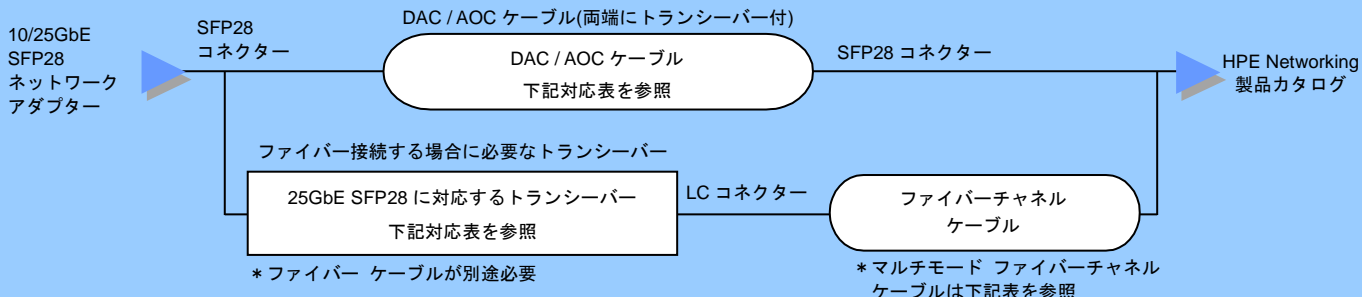 10/25GbE
SFP28
ネットワーク
アダプター
SFP28
コネクター
DAC / AOC ケーブル(両端にトランシーバー付)
DAC / AOC ケーブル
下記対応表を参照
SFP28 コネクター
HPE Networking
製品カタログ
ファイバー接続する場合に必要なトランシーバー
25GbE SFP28 に対応するトランシーバー
下記対応表を参照
*ファイバー ケーブルが別途必要
LC コネクター
ファイバーチャネル
ケーブル
*マルチモード ファイバーチャネル
ケーブルは下記表を参照